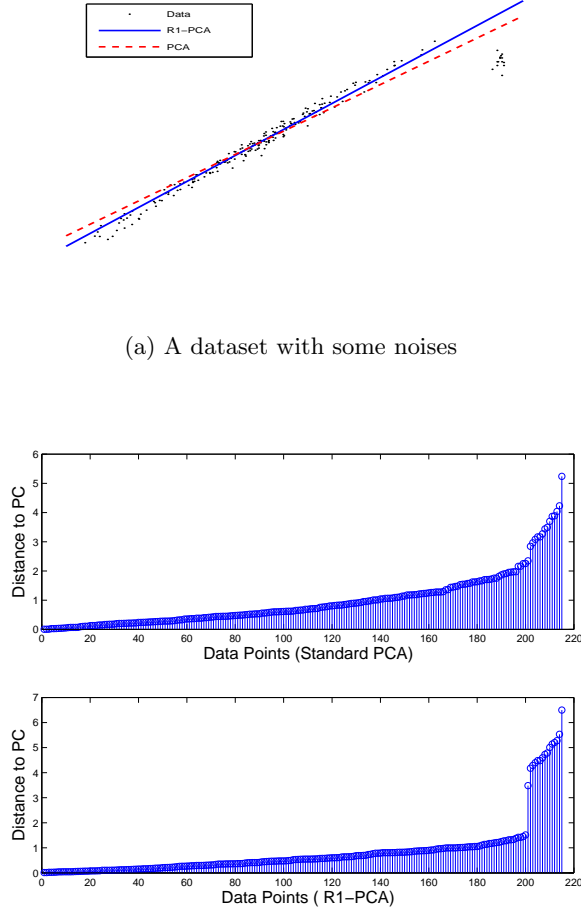 Data
R1-PCA
PCA
(a) A dataset with some noises
6
5
4
3
2
1
0
Distance to PC
0 20 40 60 80 100 120 140 160 180 200 220
Data Points (Standard PCA)
7
6
5
4
3
2
1
0
Distance to PC
0 20 40 60 80 100 120 140 160 180 200 220
Data Points ( R1-PCA)